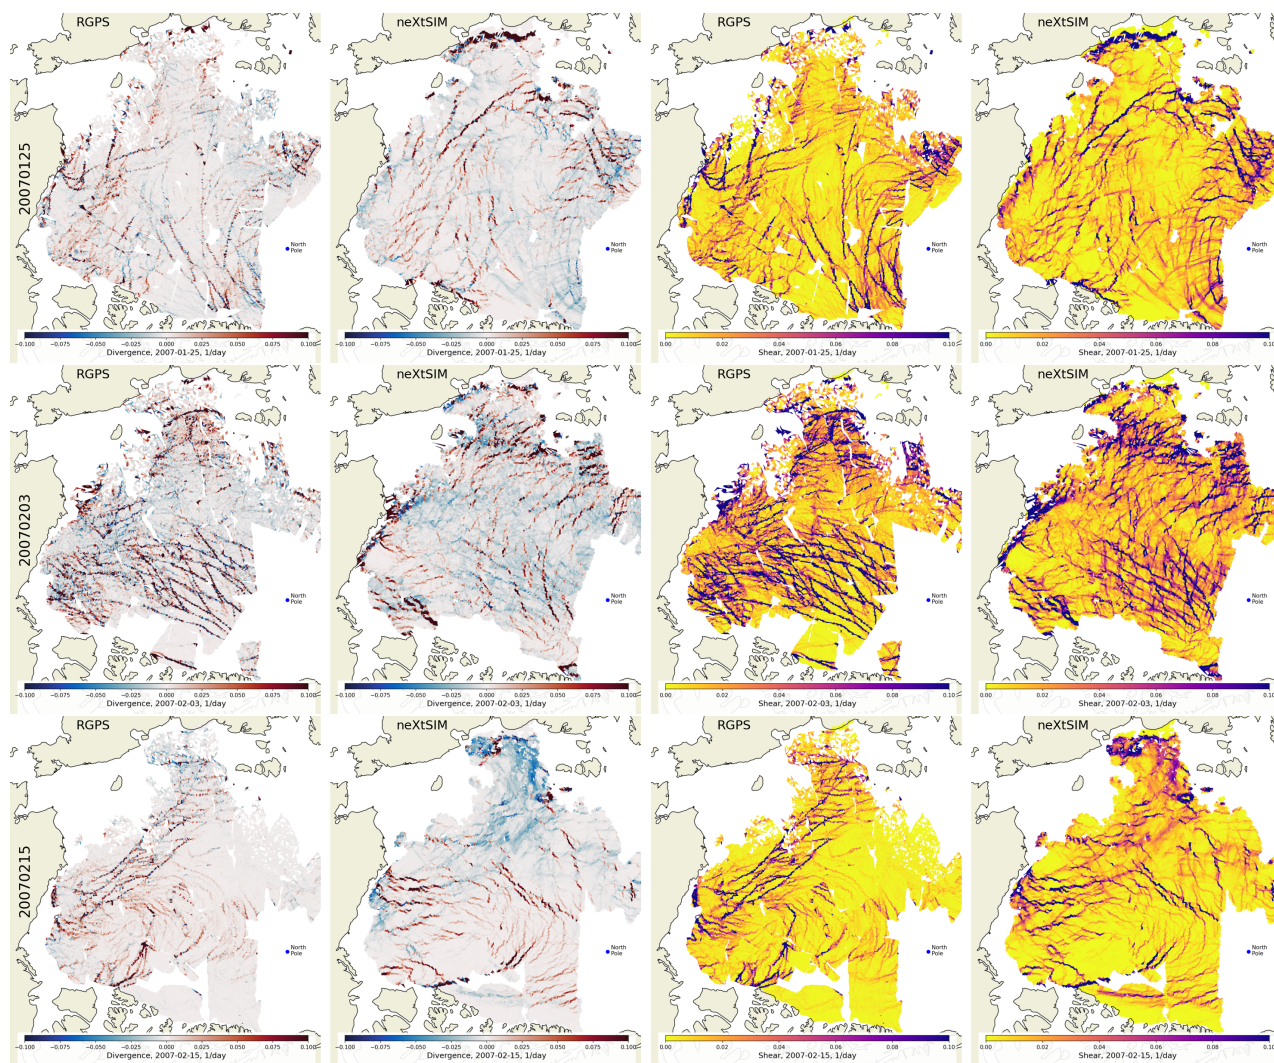 RGPS
neXtSIM
RGPS
neXtSIM
20070125
North
Pole
North
Pole
North
Pole
North
Pole
−0.100 −0.075 −0.050 −0.025 0.000 0.025 0.050 0.075 0.100
Divergence, 2007-01-25, 1/day
−0.100 −0.075 −0.050 −0.025 0.000 0.025 0.050 0.075 0.100
Divergence, 2007-01-25, 1/day
0.00 0.02 0.04 0.06 0.08 0.10
Shear, 2007-01-25, 1/day
0.00 0.02 0.04 0.06 0.08 0.10
Shear, 2007-01-25, 1/day
RGPS
neXtSIM
RGPS
neXtSIM
20070203
North
Pole
North
Pole
North
Pole
North
Pole
−0.100 −0.075 −0.050 −0.025 0.000 0.025 0.050 0.075 0.100
Divergence, 2007-02-03, 1/day
−0.100 −0.075 −0.050 −0.025 0.000 0.025 0.050 0.075 0.100
Divergence, 2007-02-03, 1/day
0.00 0.02 0.04 0.06 0.08 0.10
Shear, 2007-02-03, 1/day
0.00 0.02 0.04 0.06 0.08 0.10
Shear, 2007-02-03, 1/day
RGPS
neXtSIM
RGPS
neXtSIM
20070215
North
Pole
North
Pole
North
Pole
North
Pole
−0.100 −0.075 −0.050 −0.025 0.000 0.025 0.050 0.075 0.100
Divergence, 2007-02-15, 1/day
−0.100 −0.075 −0.050 −0.025 0.000 0.025 0.050 0.075 0.100
Divergence, 2007-02-15, 1/day
0.00 0.02 0.04 0.06 0.08 0.10
Shear, 2007-02-15, 1/day
0.00 0.02 0.04 0.06 0.08 0.10
Shear, 2007-02-15, 1/day